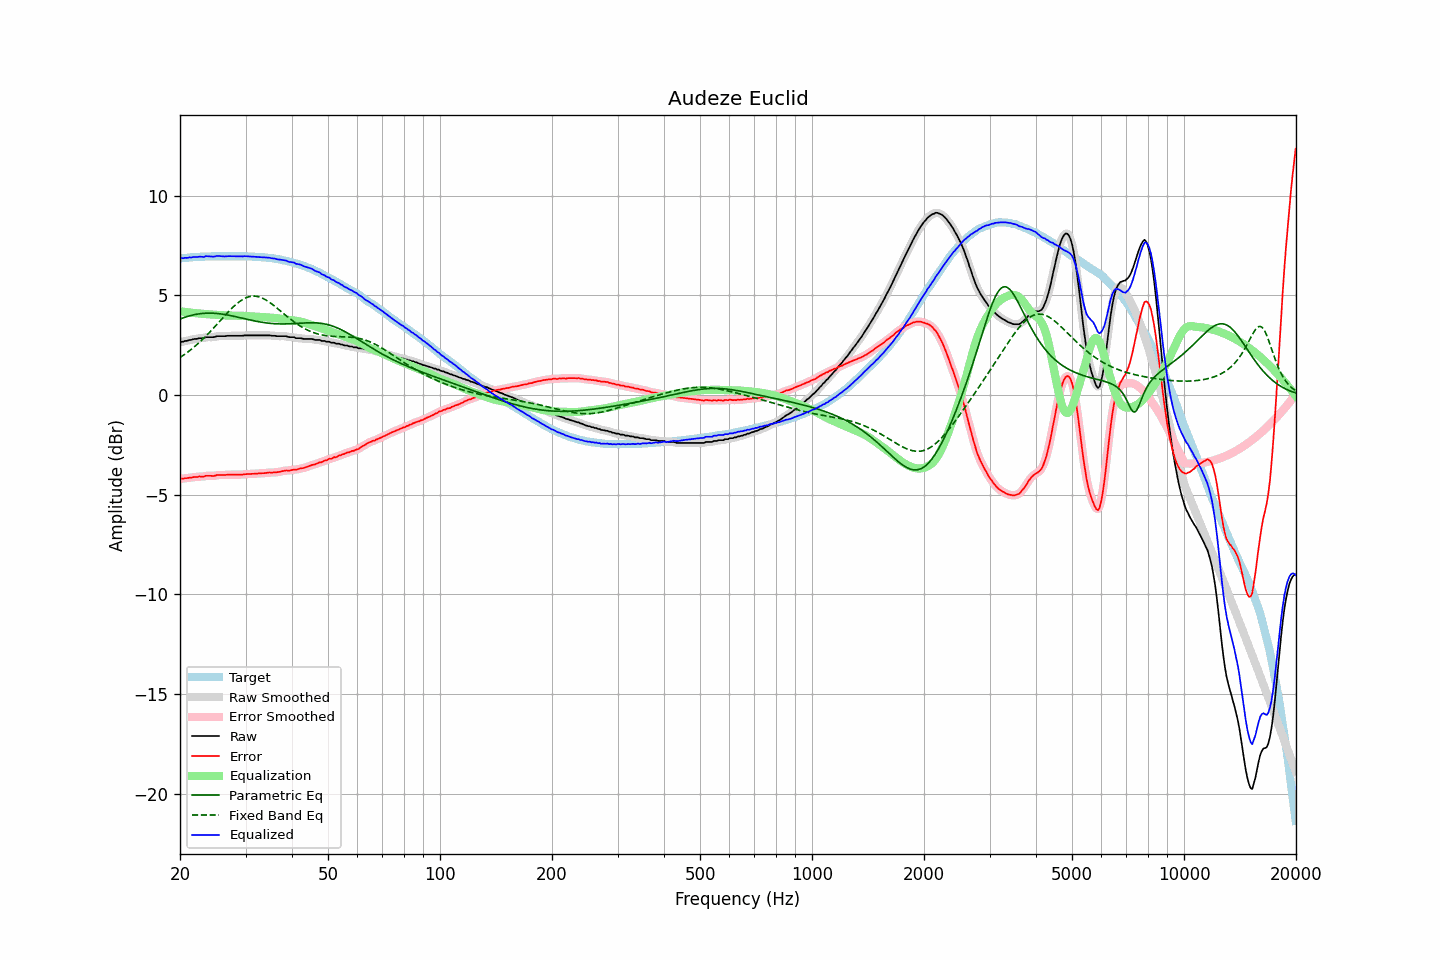 Audeze Euclid
Amplitude (dBr)
10
5
0
−5
−10
−15
−20
Target
Raw Smoothed
Error Smoothed
Raw
Error
Equalization
Parametric Eq
Fixed Band Eq
Equalized
20 50 100 200 500 1000 2000 5000 10000 20000
Frequency (Hz)